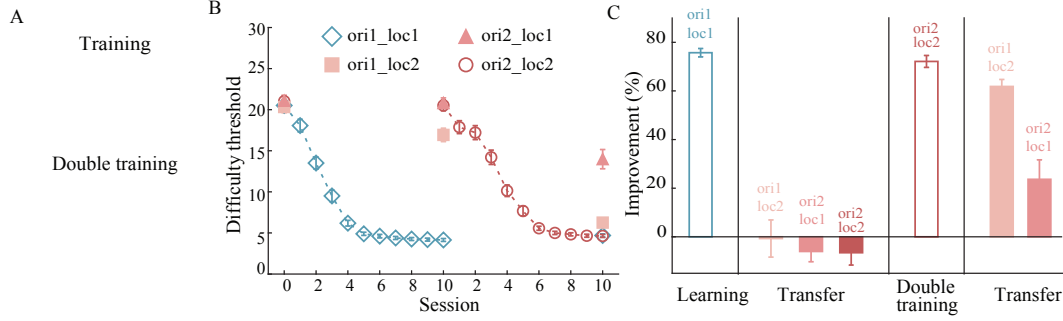 A
Training
Double training
B
ori1_loc1
ori2_loc1
ori1_loc2
ori2_loc2
Difficulty threshold
30
25
20
15
10
5
0
0 2 4 6 8 10 0 2 4 6 8 10
Session
C
Improvement (%)
80
60
40
20
0
ori1
loc1
ori1
loc2
ori2
loc1
ori2
loc2
ori2
loc2
ori1
loc2
ori2
loc1
Learning
Transfer
Double
training
Transfer